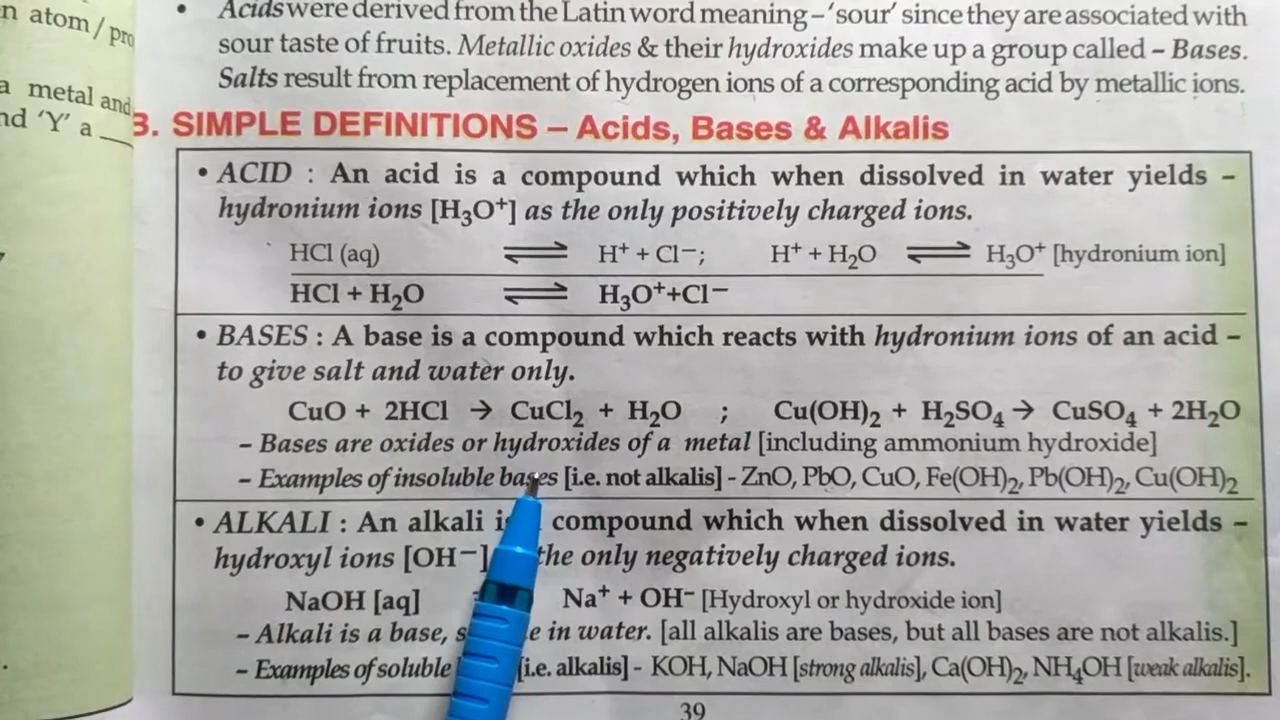 n atom / pro
a metal and
nd 'Y' a
• Acids were derived from the Latin word meaning – 'sour' since they are associated with
sour taste of fruits. Metallic oxides & their hydroxides make up a group called – Bases.
Salts result from replacement of hydrogen ions of a corresponding acid by metallic ions.
3. SIMPLE DEFINITIONS – Acids, Bases & Alkalis
• ACID : An acid is a compound which when dissolved in water yields –
hydronium ions [H₃O⁺] as the only positively charged ions.
HCl (aq) ⇌ H⁺ + Cl⁻; H⁺ + H₂O ⇌ H₃O⁺ [hydronium ion]
HCl + H₂O ⇌ H₃O⁺+Cl⁻
• BASES : A base is a compound which reacts with hydronium ions of an acid –
to give salt and water only.
CuO + 2HCl → CuCl₂ + H₂O ; Cu(OH)₂ + H₂SO₄ → CuSO₄ + 2H₂O
– Bases are oxides or hydroxides of a metal [including ammonium hydroxide]
– Examples of insoluble bases [i.e. not alkalis] - ZnO, PbO, CuO, Fe(OH)₂, Pb(OH)₂, Cu(OH)₂
• ALKALI : An alkali is compound which when dissolved in water yields –
hydroxyl ions [OH⁻] the only negatively charged ions.
NaOH [aq] Na⁺ + OH⁻ [Hydroxyl or hydroxide ion]
– Alkali is a base, s e in water. [all alkalis are bases, but all bases are not alkalis.]
– Examples of soluble [i.e. alkalis] - KOH, NaOH [strong alkalis], Ca(OH)₂, NH₄OH [weak alkalis].
39